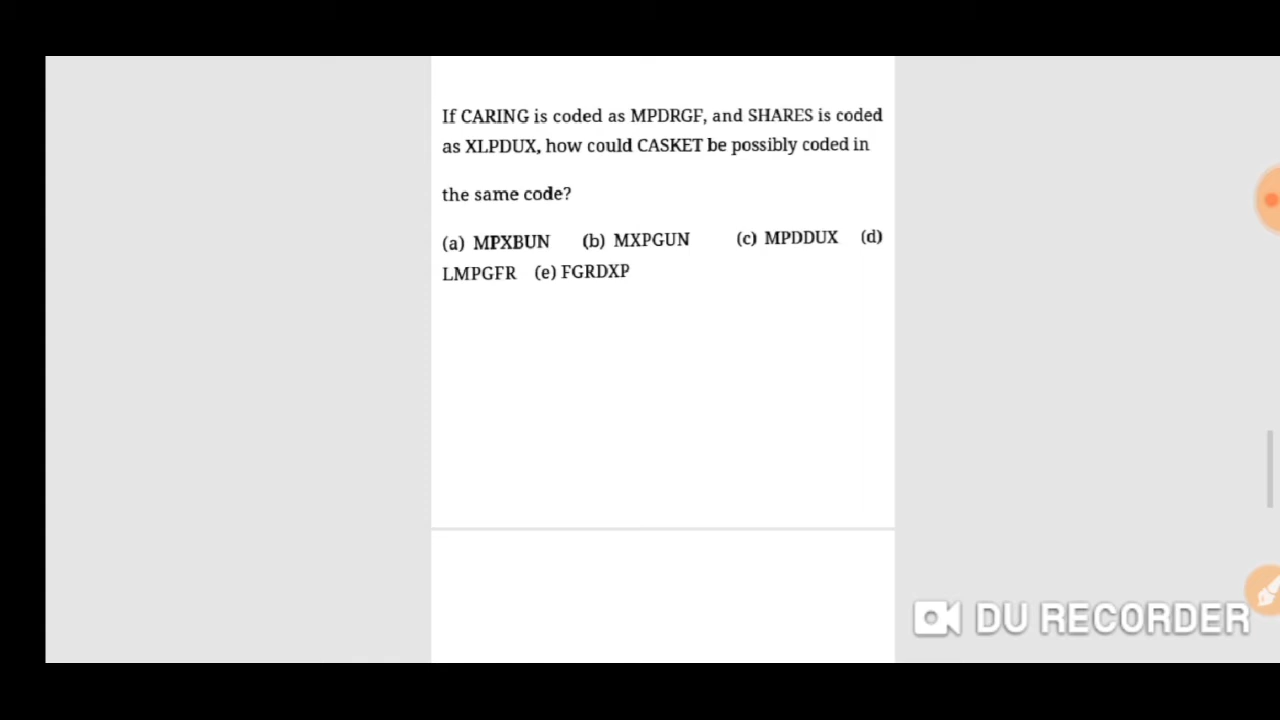 If CARING is coded as MPDRGF, and SHARES is coded
as XLPDUX, how could CASKET be possibly coded in
the same code?
(a) MPXBUN (b) MXPGUN (c) MPDDUX (d)
LMPGFR (e) FGRDXP
DU RECORDER